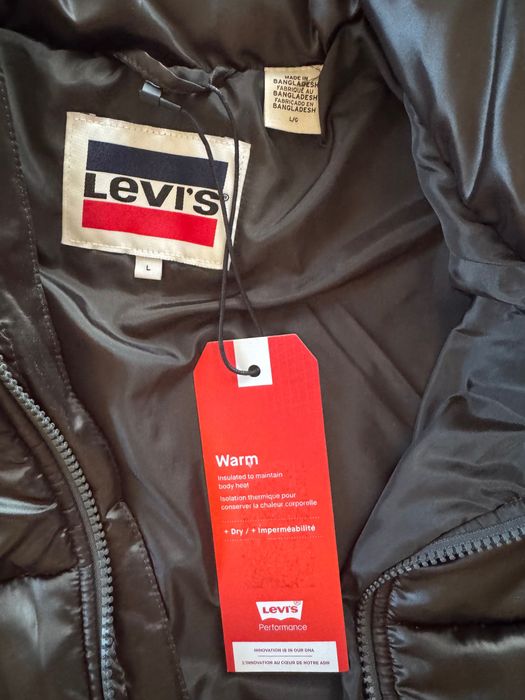 MADE IN
BANGLADESH
FABRIQUÉ AU
BANGLADESH
FABRICADO EN
BANGLADESH
L/G
LEVI'S®
L
Warm
Insulated to maintain
body heat
Isolation thermique pour
conserver la chaleur corporelle
+ Dry / + Imperméabilité
LEVI'S
Performance
INNOVATION IS IN OUR DNA
L'INNOVATION AU CŒUR DE NOTRE ADN